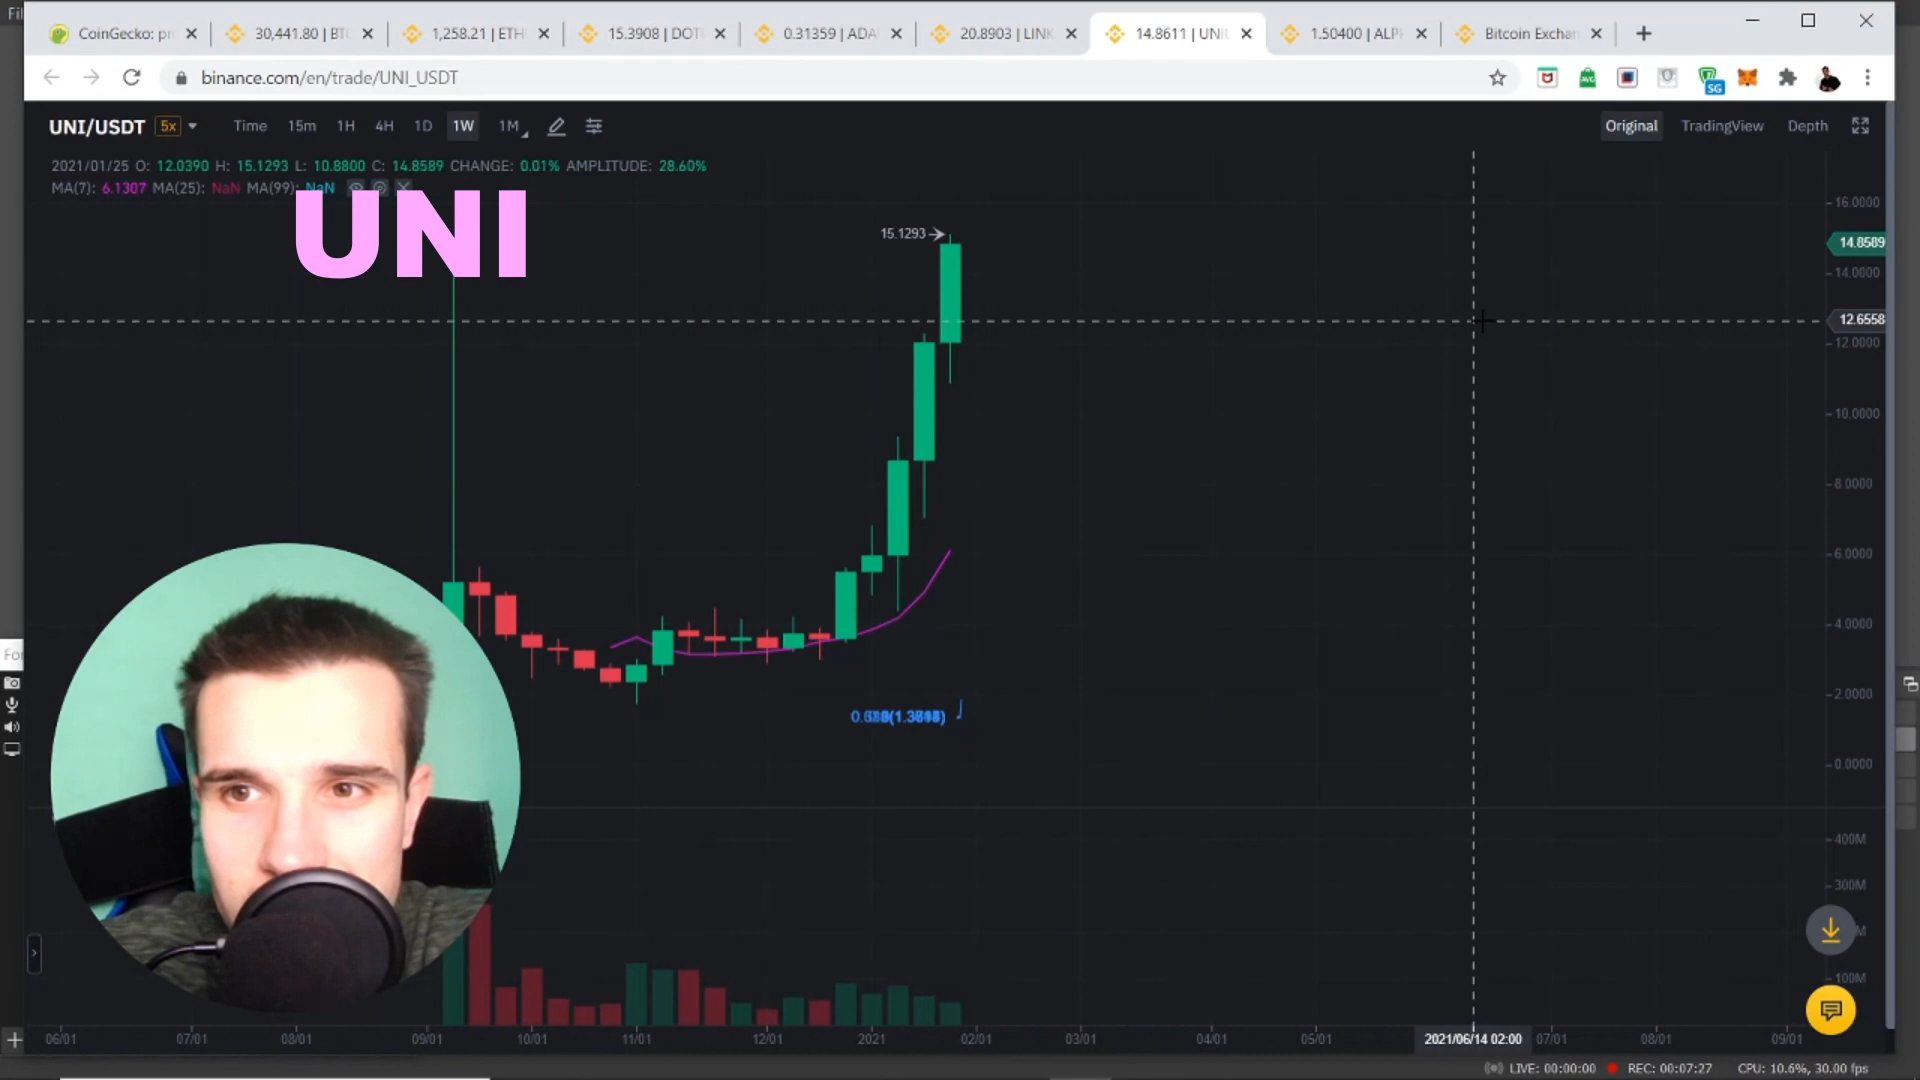 Fil
CoinGecko: pr
30,441.80 | BT
1,258.21 | ETH
15.3908 | DOT
0.31359 | ADA
20.8903 | LINK
14.8611 | UNI
1.50400 | ALP
Bitcoin Exchan
binance.com/en/trade/UNI_USDT
SG
UNI/USDT 5x Time 15m 1H 4H 1D 1W 1M Original TradingView Depth
2021/01/25 O: 12.0390 H: 15.1293 L: 10.8800 C: 14.8589 CHANGE: 0.01% AMPLITUDE: 28.60%
MA(7): 6.1307 MA(25): NaN MA(99): NaN
UNI
16.0000
15.1293
14.8589
14.0000
12.6558
12.0000
10.0000
8.0000
6.0000
4.0000
For
2.0000
0.0000
400M
300M
100M
06/01 07/01 08/01 09/01 10/01 11/01 12/01 2021 02/01 03/01 04/01 05/01 2021/06/14 02:00 07/01 08/01 09/01
LIVE: 00:00:00 REC: 00:07:27 CPU: 10.6%, 30.00 fps